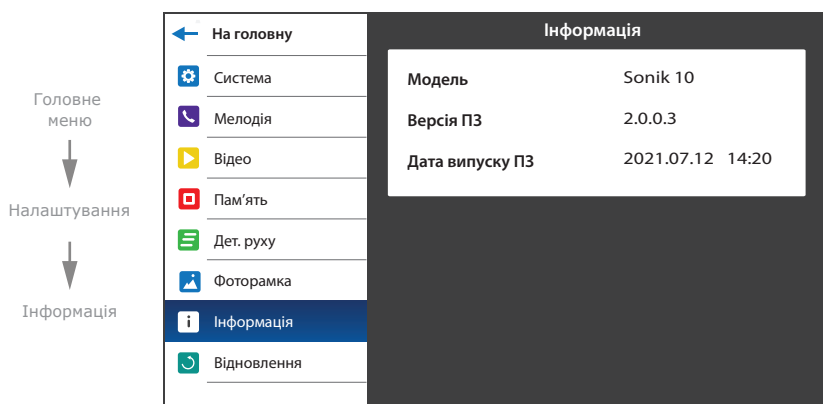 Головне
меню
Налаштування
Інформація
На головну
Система
Мелодія
Відео
Пам’ять
Дет. руху
Фоторамка
Інформація
Відновлення
Інформація
Модель Sonik 10
Версія ПЗ 2.0.0.3
Дата випуску ПЗ 2021.07.12 14:20